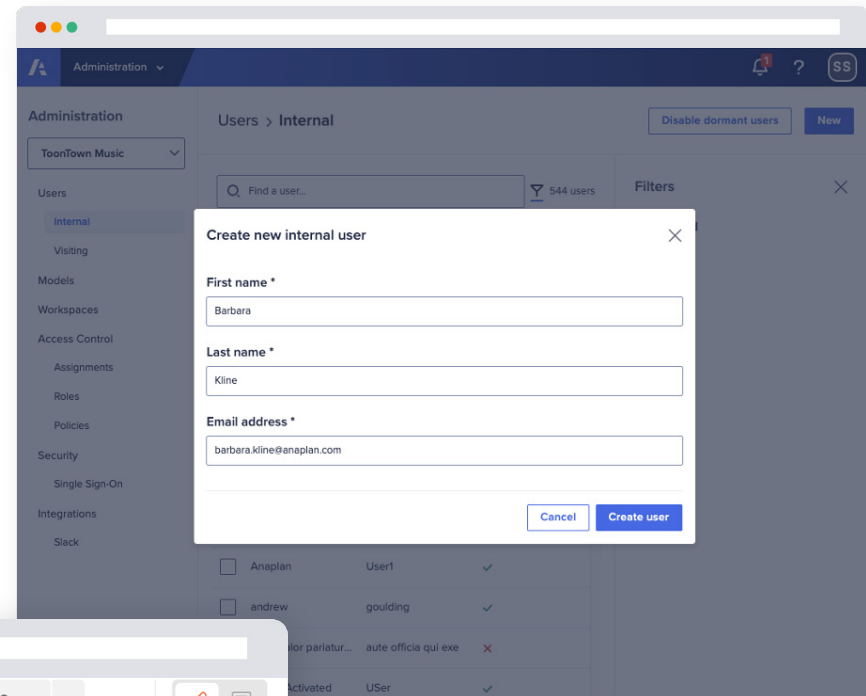 Administration
1
?
SS
Administration
Users > Internal
Disable dormant users
New
ToonTown Music
Find a user...
544 users
Filters
Users
Internal
Visiting
Models
Workspaces
Access Control
Assignments
Roles
Policies
Security
Single Sign-On
Integrations
Slack
Create new internal user
First name *
Barbara
Last name *
Kline
Email address *
barbara.kline@anaplan.com
Cancel
Create user
Anaplan User1
andrew goulding
pariatur... aute officia qui exe
Activated USer